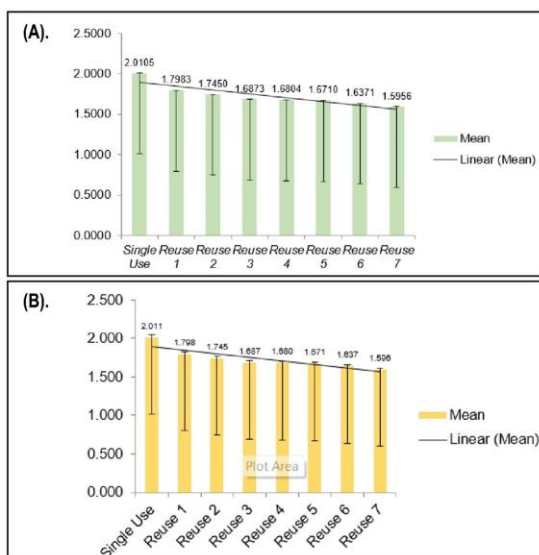 (A).
2.5000
2.0000
1.5000
1.0000
0.5000
0.0000
2.0105
1.7983
1.7450
1.6873
1.6804
1.6710
1.6371
1.5956
Single Use
Reuse 1
Reuse 2
Reuse 3
Reuse 4
Reuse 5
Reuse 6
Reuse 7
Mean
Linear (Mean)
(B).
2.500
2.000
1.500
1.000
0.500
0.000
2.011
1.798
1.745
1.687
1.680
1.671
1.637
1.596
Plot Area
Single Use
Reuse 1
Reuse 2
Reuse 3
Reuse 4
Reuse 5
Reuse 6
Reuse 7
Mean
Linear (Mean)